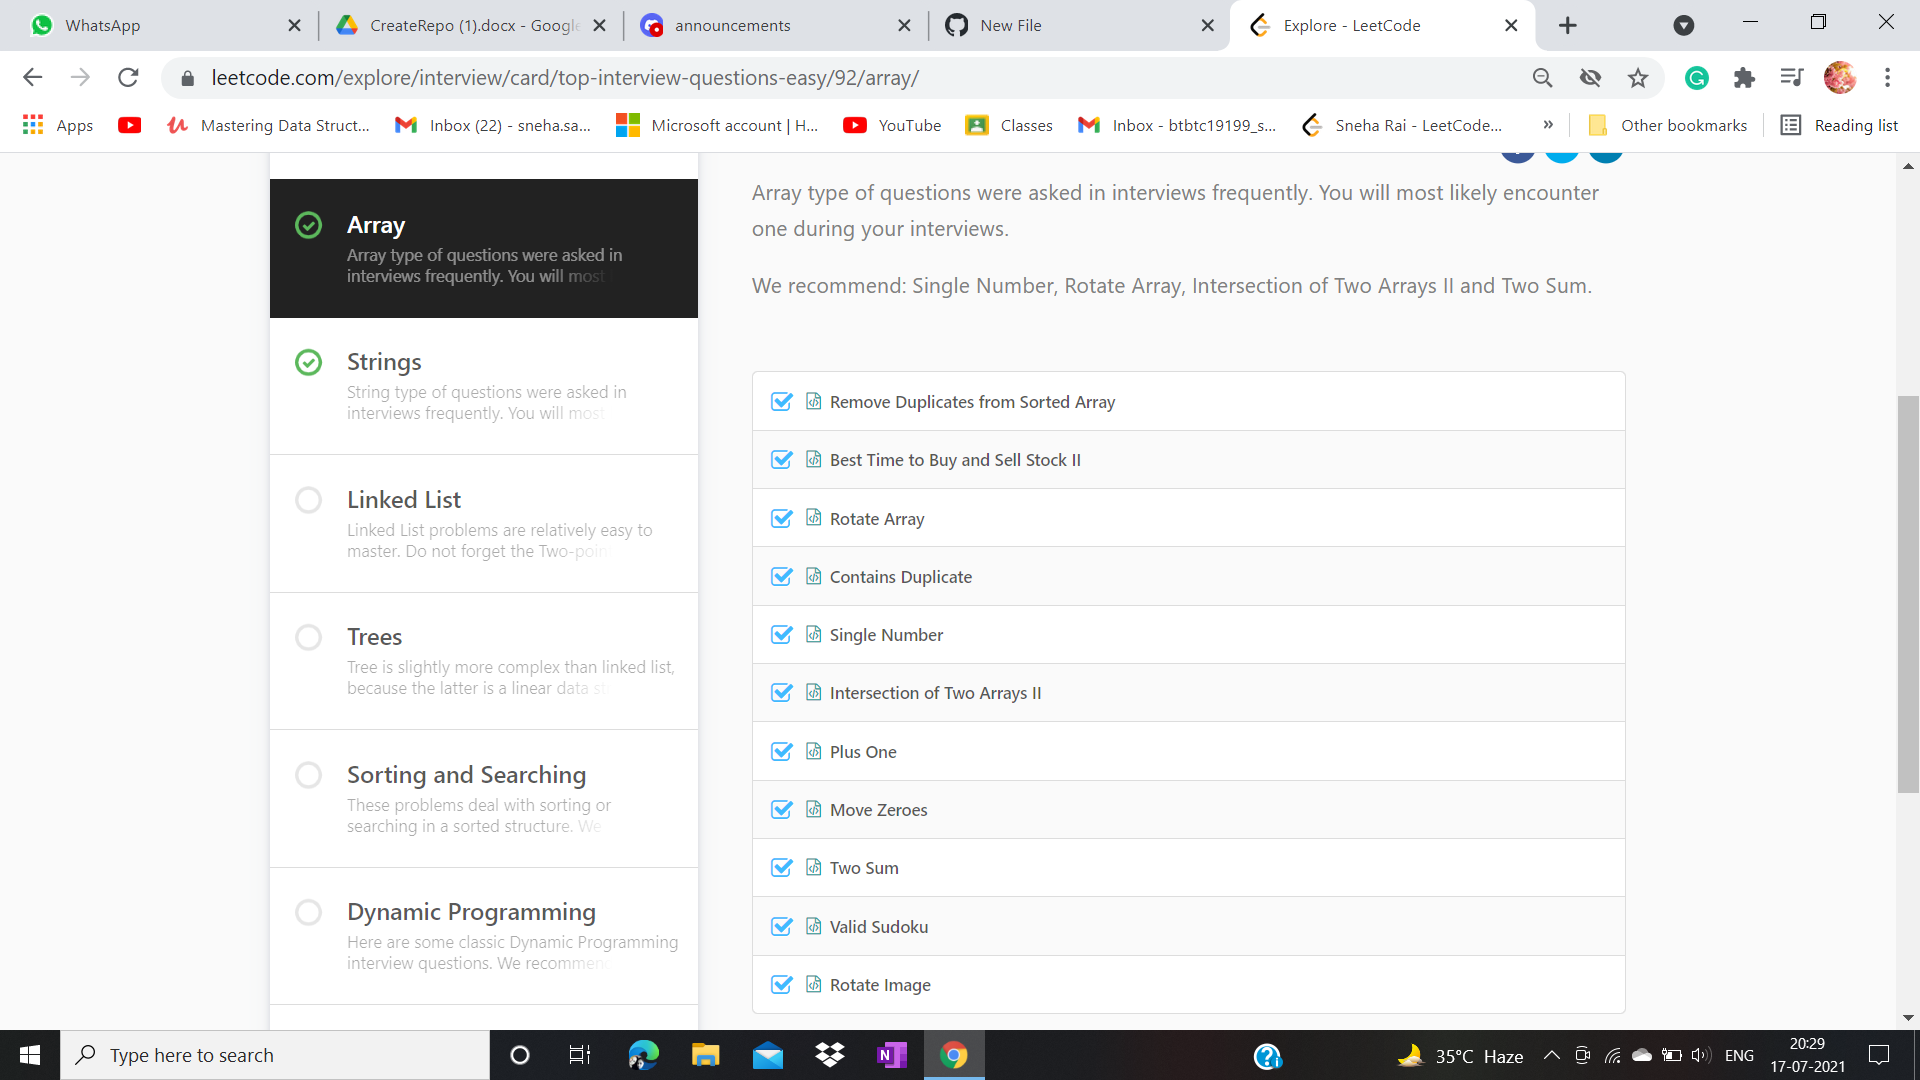 WhatsApp
CreateRepo (1).docx - Google
announcements
New File
Explore - LeetCode
leetcode.com/explore/interview/card/top-interview-questions-easy/92/array/
Apps
Mastering Data Struct...
Inbox (22) - sneha.sa...
Microsoft account | H...
YouTube
Classes
Inbox - btbtc19199_s...
Sneha Rai - LeetCode...
»
Other bookmarks
Reading list
Array
Array type of questions were asked in
interviews frequently. You will most
Strings
String type of questions were asked in
interviews frequently. You will most
Linked List
Linked List problems are relatively easy to
master. Do not forget the Two-poin
Trees
Tree is slightly more complex than linked list,
because the latter is a linear data st
Sorting and Searching
These problems deal with sorting or
searching in a sorted structure. We
Dynamic Programming
Here are some classic Dynamic Programming
interview questions. We recommen
Array type of questions were asked in interviews frequently. You will most likely encounter
one during your interviews.
We recommend: Single Number, Rotate Array, Intersection of Two Arrays II and Two Sum.
Remove Duplicates from Sorted Array
Best Time to Buy and Sell Stock II
Rotate Array
Contains Duplicate
Single Number
Intersection of Two Arrays II
Plus One
Move Zeroes
Two Sum
Valid Sudoku
Rotate Image
Type here to search
35°C Haze
ENG
20:29
17-07-2021